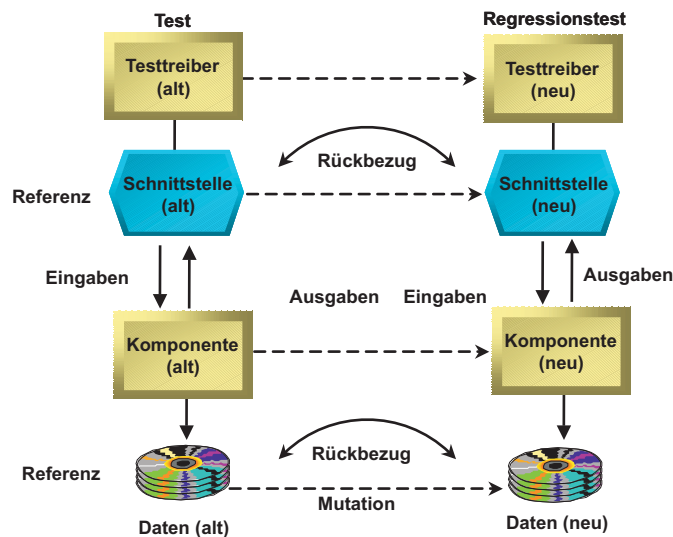 Test
Regressionstest
Testtreiber
(alt)
Testtreiber
(neu)
Rückbezug
Referenz
Schnittstelle
(alt)
Schnittstelle
(neu)
Eingaben
Ausgaben
Eingaben
Ausgaben
Komponente
(alt)
Komponente
(neu)
Rückbezug
Referenz
Mutation
Daten (alt)
Daten (neu)